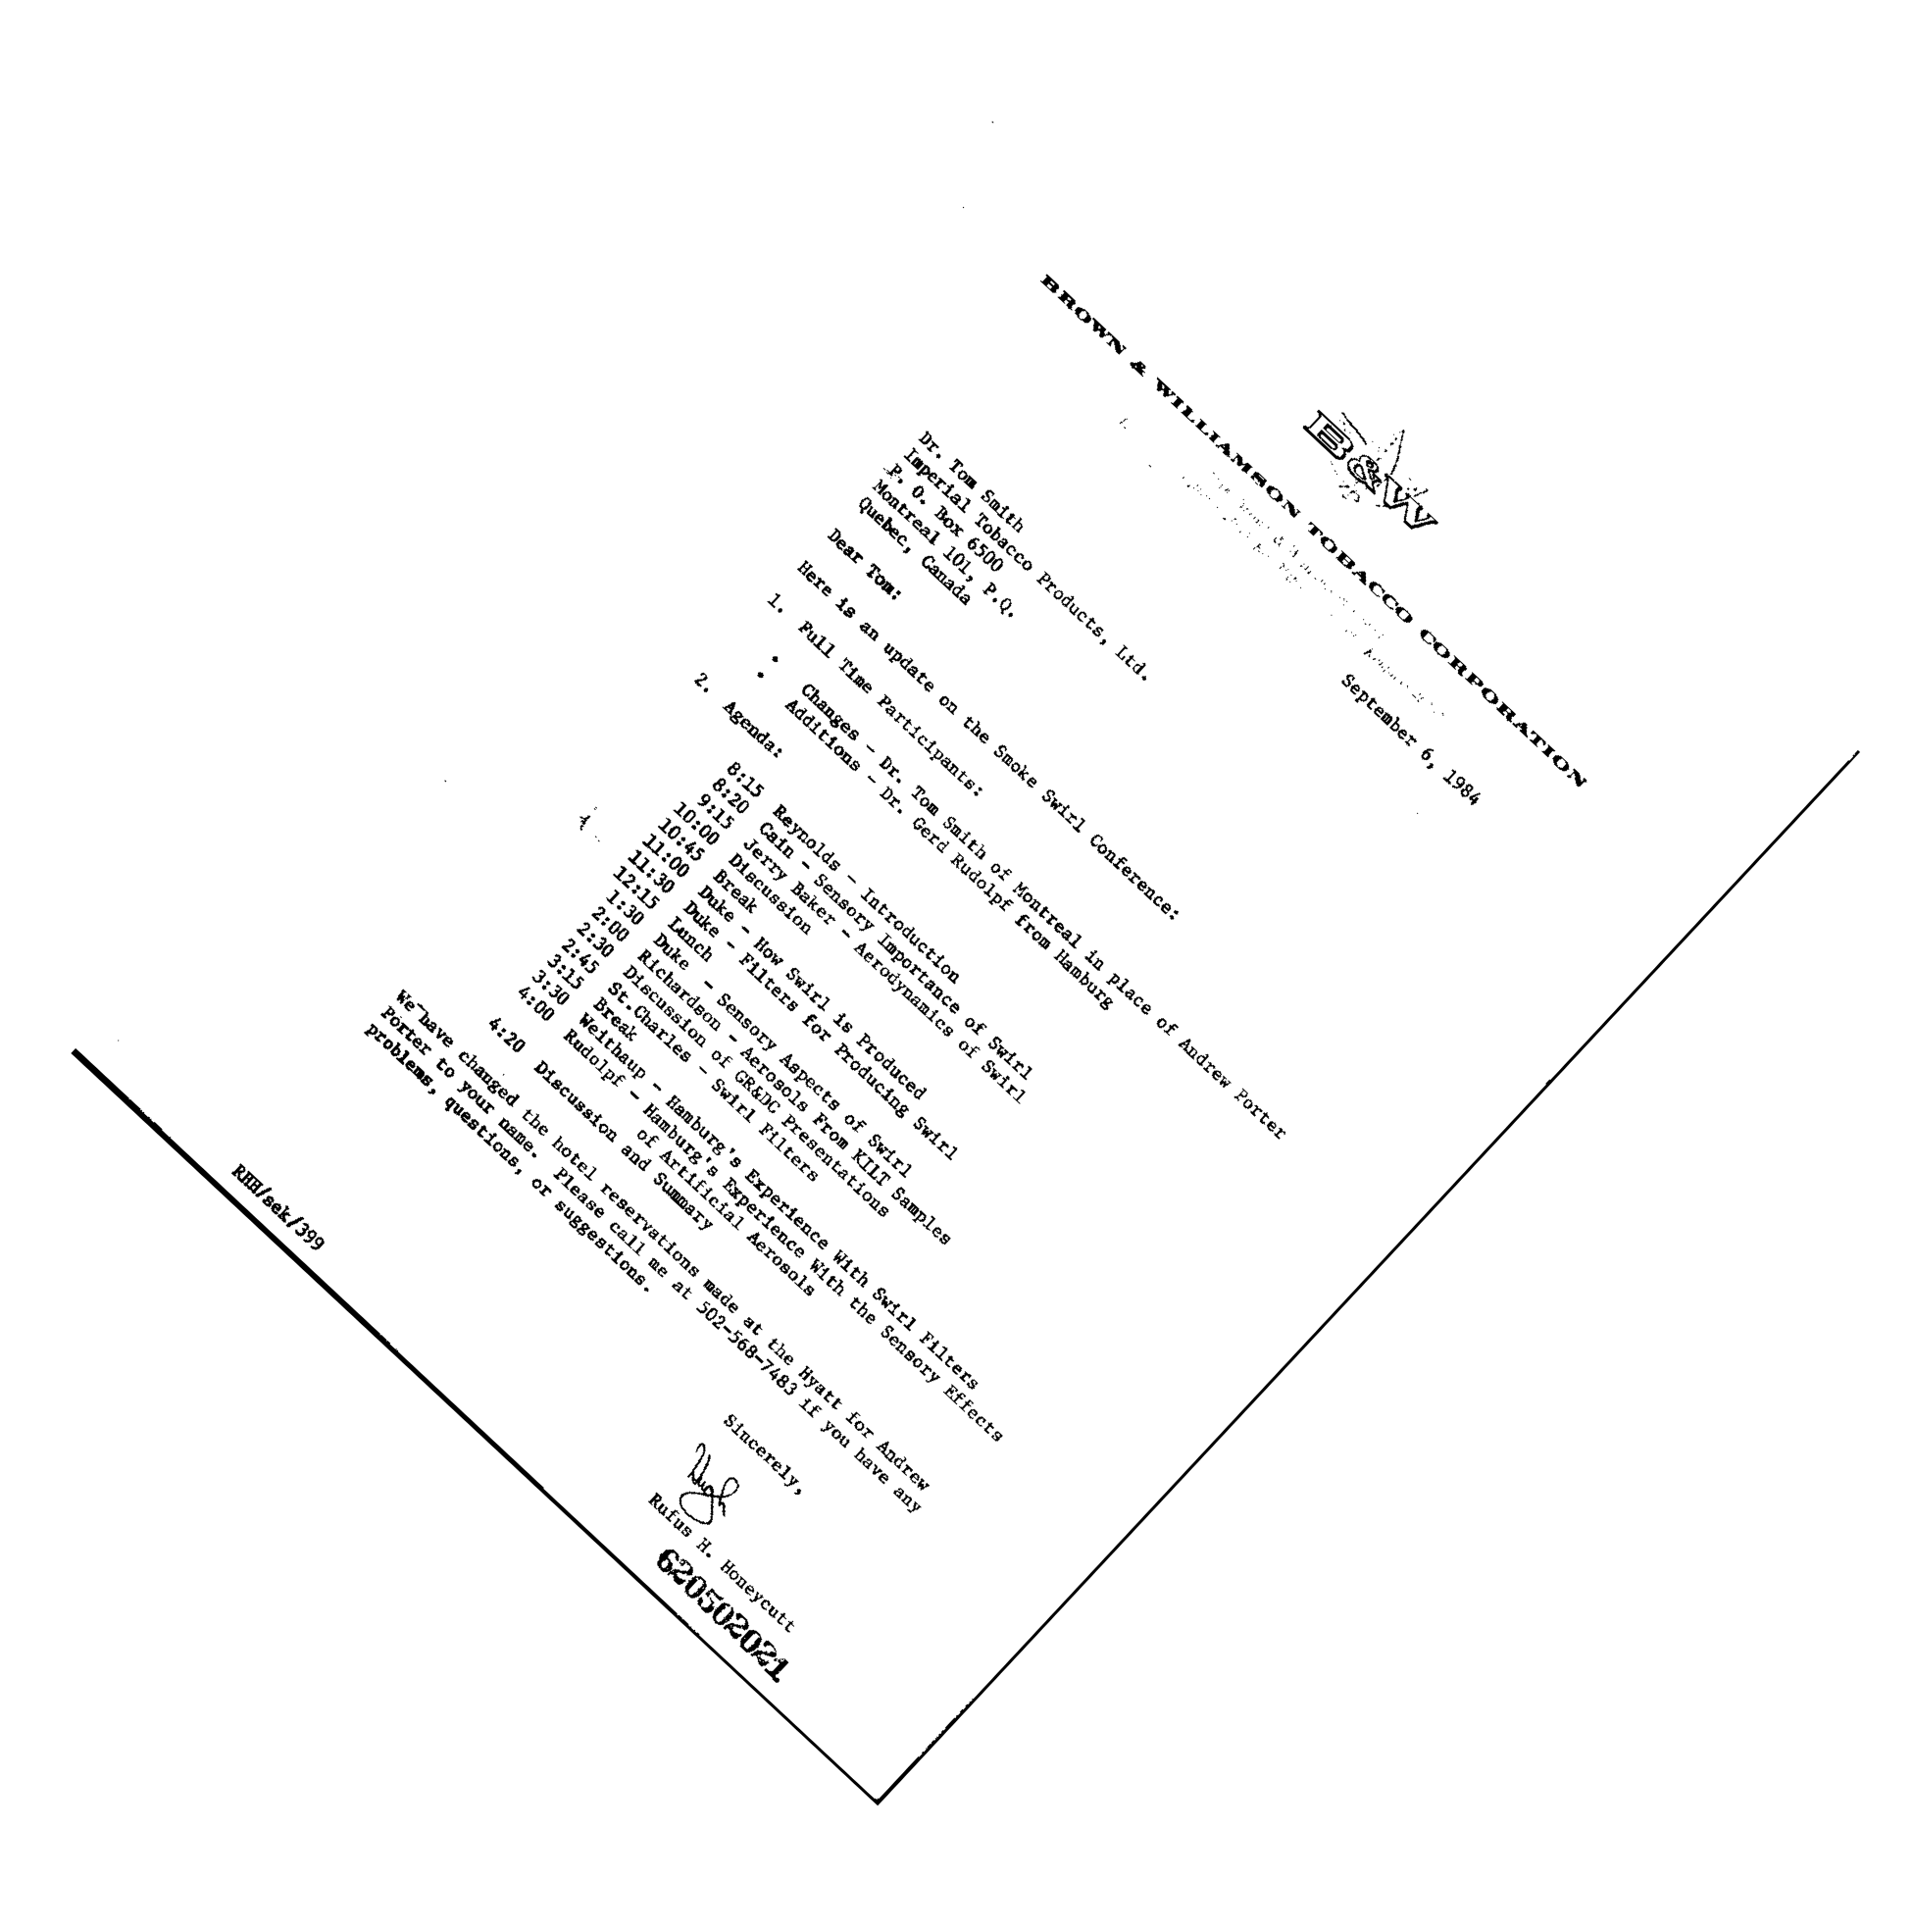 B&W
BROWN & WILLIAMSON TOBACCO CORPORATION
September 6, 1984
Dr. Tom Smith
Imperial Tobacco Products, Ltd.
P. O. Box 6500
Montreal 101, P.Q.
Quebec, Canada
Dear Tom:
Here is an update on the Smoke Swirl Conference:
1. Full Time Participants:
• Changes - Dr. Tom Smith of Montreal in place of Andrew Porter
• Additions - Dr. Gerd Rudolpf from Hamburg
2. Agenda:
8:15 Reynolds - Introduction
8:20 Cain - Sensory Importance of Swirl
9:15 Jerry Baker - Aerodynamics of Swirl
10:00 Discussion
10:45 Break
11:00 Duke - How Swirl is Produced
11:30 Duke - Filters for Producing Swirl
12:15 Lunch
1:30 Duke - Sensory Aspects of Swirl
2:00 Richardson - Aerosols From KILT Samples
2:30 Discussion of GR&DC Presentations
2:45 St.Charles - Swirl Filters
3:15 Break
3:30 Weithaup - Hamburg's Experience With Swirl Filters
4:00 Rudolpf - Hamburg's Experience With the Sensory Effects
of Artificial Aerosols
4:20 Discussion and Summary
We have changed the hotel reservations made at the Hyatt for Andrew
Porter to your name. Please call me at 502-568-7483 if you have any
problems, questions, or suggestions.
Sincerely,
Hugh
Rufus H. Honeycutt
RHH/sek/399
620502021